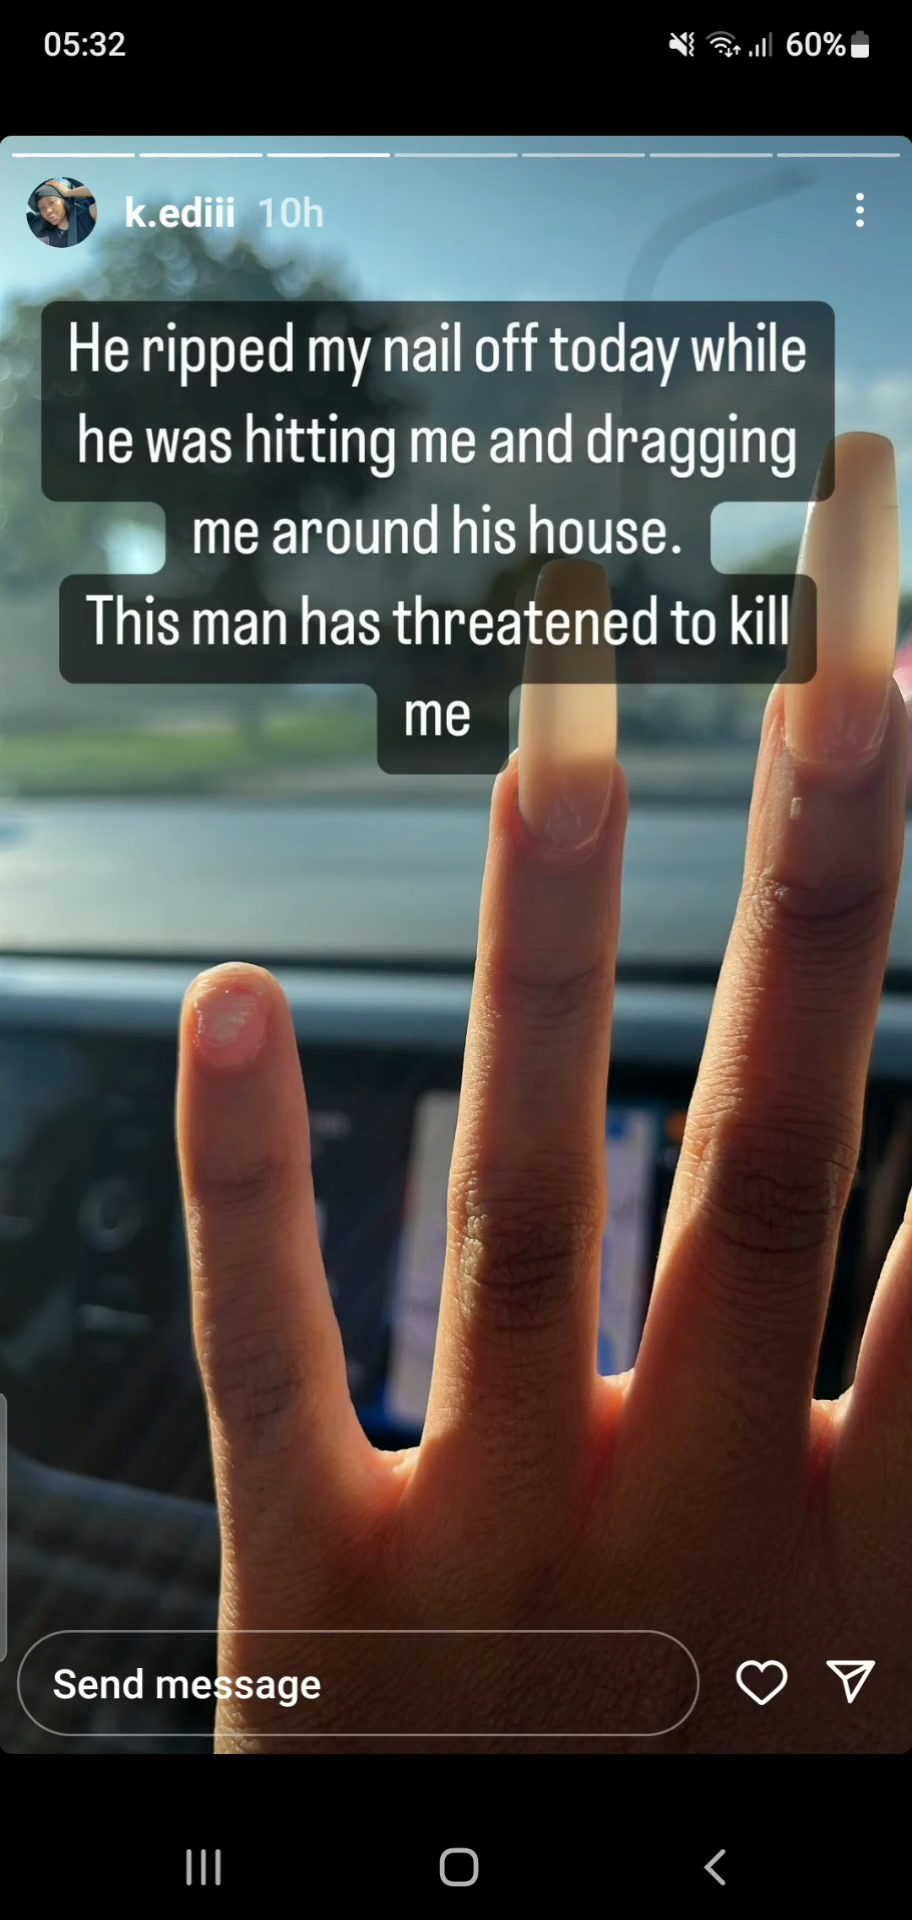 05:32
60%
k.ediii 10h
He ripped my nail off today while
he was hitting me and dragging
me around his house.
This man has threatened to kill
me
Send message